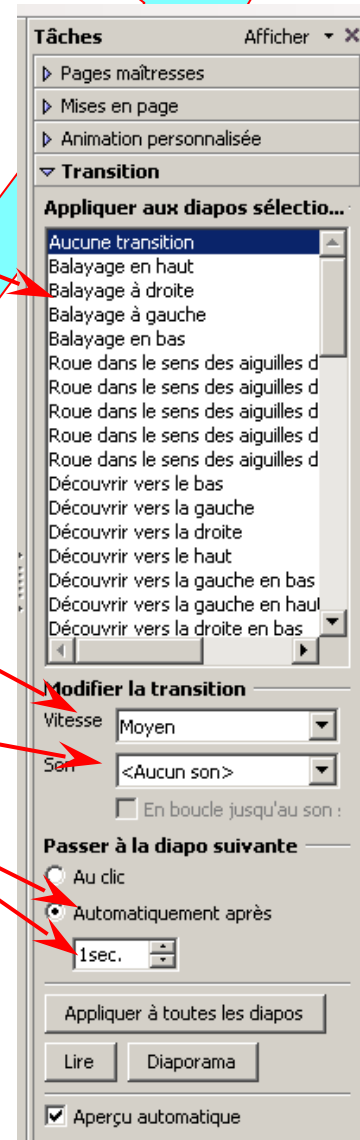 Tâches Afficher
Pages maîtresses
Mises en page
Animation personnalisée
Transition
Appliquer aux diapos sélectio...
Aucune transition
Balayage en haut
Balayage à droite
Balayage à gauche
Balayage en bas
Roue dans le sens des aiguilles d
Roue dans le sens des aiguilles d
Roue dans le sens des aiguilles d
Roue dans le sens des aiguilles d
Roue dans le sens des aiguilles d
Découvrir vers le bas
Découvrir vers la gauche
Découvrir vers la droite
Découvrir vers le haut
Découvrir vers la gauche en bas
Découvrir vers la gauche en hau
Découvrir vers la droite en bas
Modifier la transition
Vitesse Moyen
Son <Aucun son>
En boucle jusqu'au son :
Passer à la diapo suivante
Au clic
Automatiquement après
1sec.
Appliquer à toutes les diapos
Lire Diaporama
Aperçu automatique